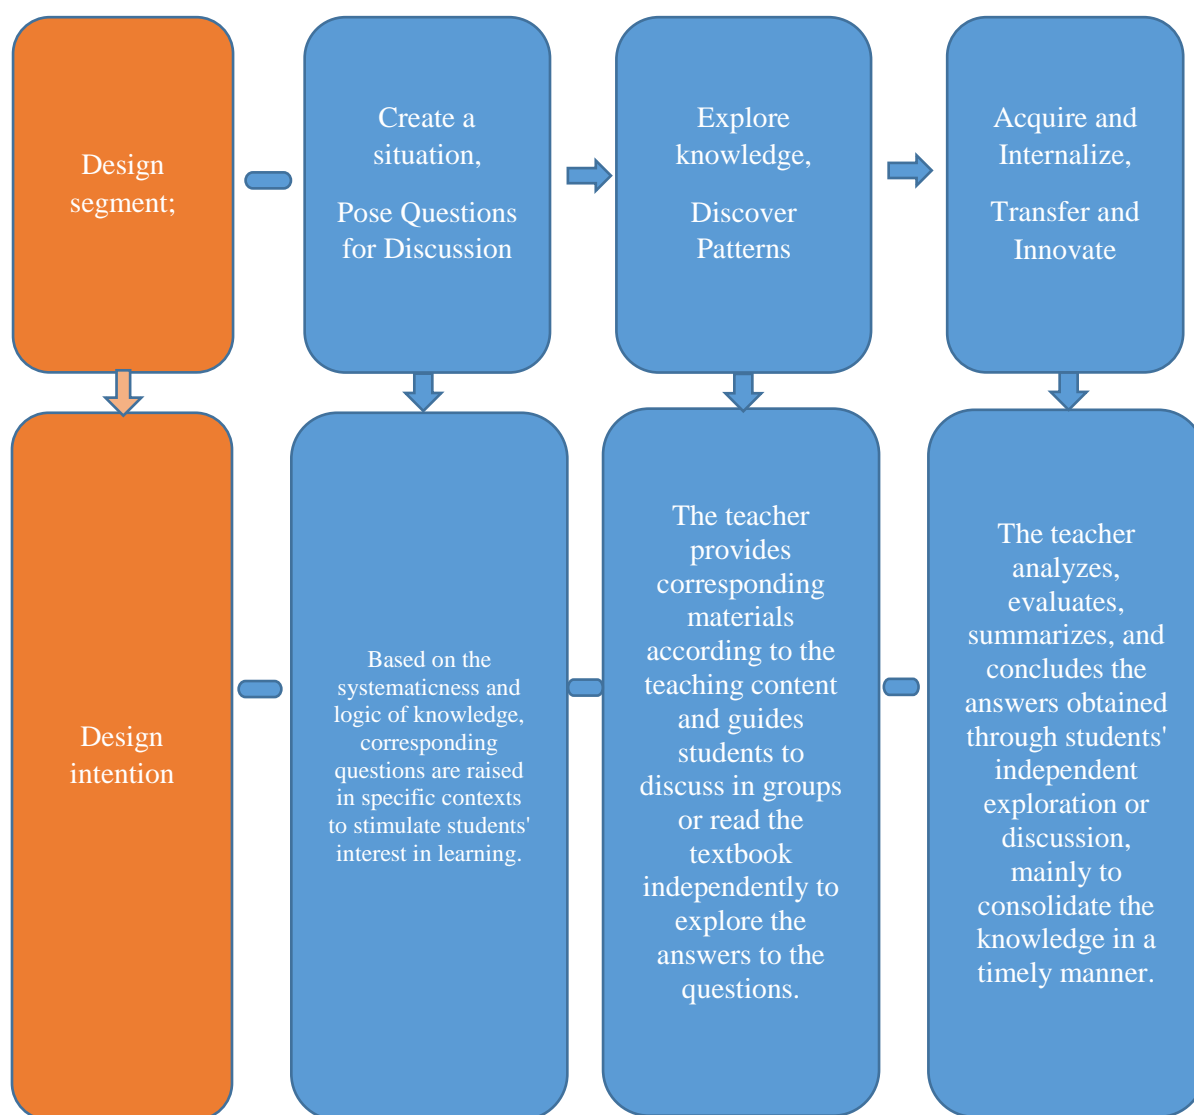 Design
segment;
Create a
situation,
Pose Questions
for Discussion
Explore
knowledge,
Discover
Patterns
Acquire and
Internalize,
Transfer and
Innovate
Design
intention
Based on the
systematicness and
logic of knowledge,
corresponding
questions are raised
in specific contexts
to stimulate students'
interest in learning.
The teacher
provides
corresponding
materials
according to the
teaching content
and guides
students to
discuss in groups
or read the
textbook
independently to
explore the
answers to the
questions.
The teacher
analyzes,
evaluates,
summarizes, and
concludes the
answers obtained
through students'
independent
exploration or
discussion,
mainly to
consolidate the
knowledge in a
timely manner.